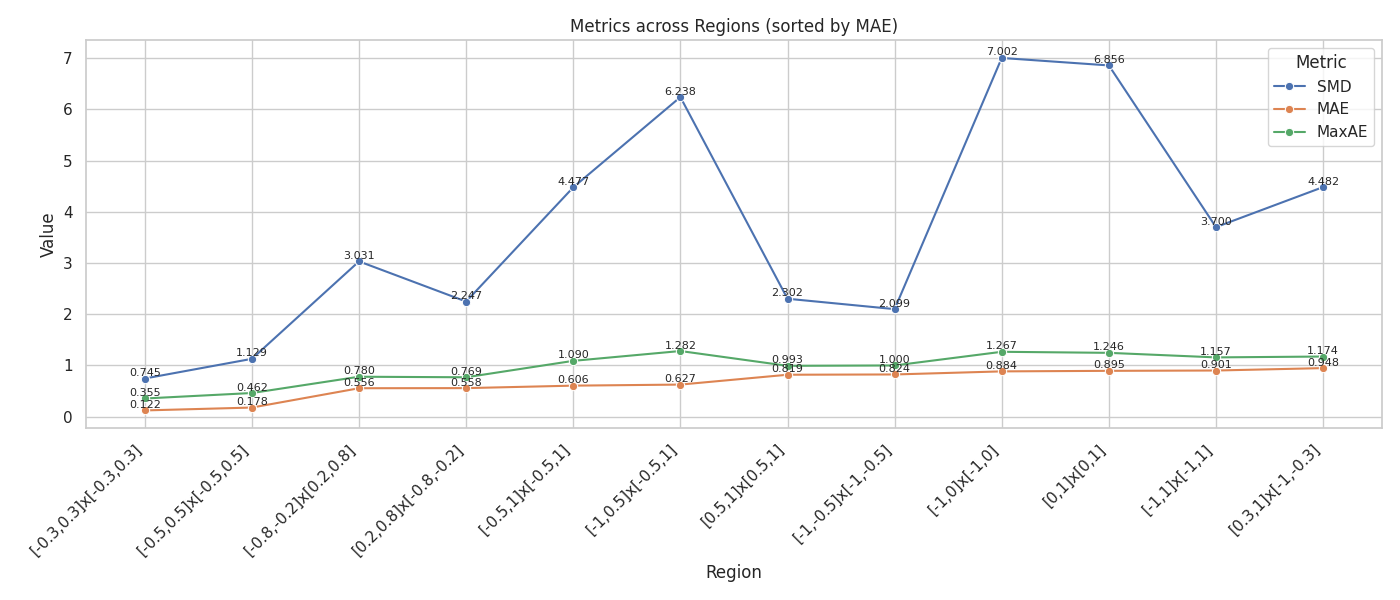 Metrics across Regions (sorted by MAE)
Metric
SMD
MAE
MaxAE
Value
7
6
5
4
3
2
1
0
0.745
1.129
3.031
2.247
4.477
6.238
2.302
2.099
7.002
6.856
3.700
4.482
0.355
0.462
0.780
0.769
1.090
1.282
0.993
1.000
1.267
1.246
1.157
1.174
0.122
0.178
0.556
0.558
0.606
0.627
0.819
0.824
0.884
0.895
0.901
0.948
[-0.3,0.3]x[-0.3,0.3]
[-0.5,0.5]x[-0.5,0.5]
[-0.8,-0.2]x[0.2,0.8]
[0.2,0.8]x[-0.8,-0.2]
[-0.5,1]x[-0.5,1]
[-1,0.5]x[-0.5,1]
[0.5,1]x[0.5,1]
[-1,-0.5]x[-1,-0.5]
[-1,0]x[-1,0]
[0,1]x[0,1]
[-1,1]x[-1,1]
[0.3,1]x[-1,-0.3]
Region